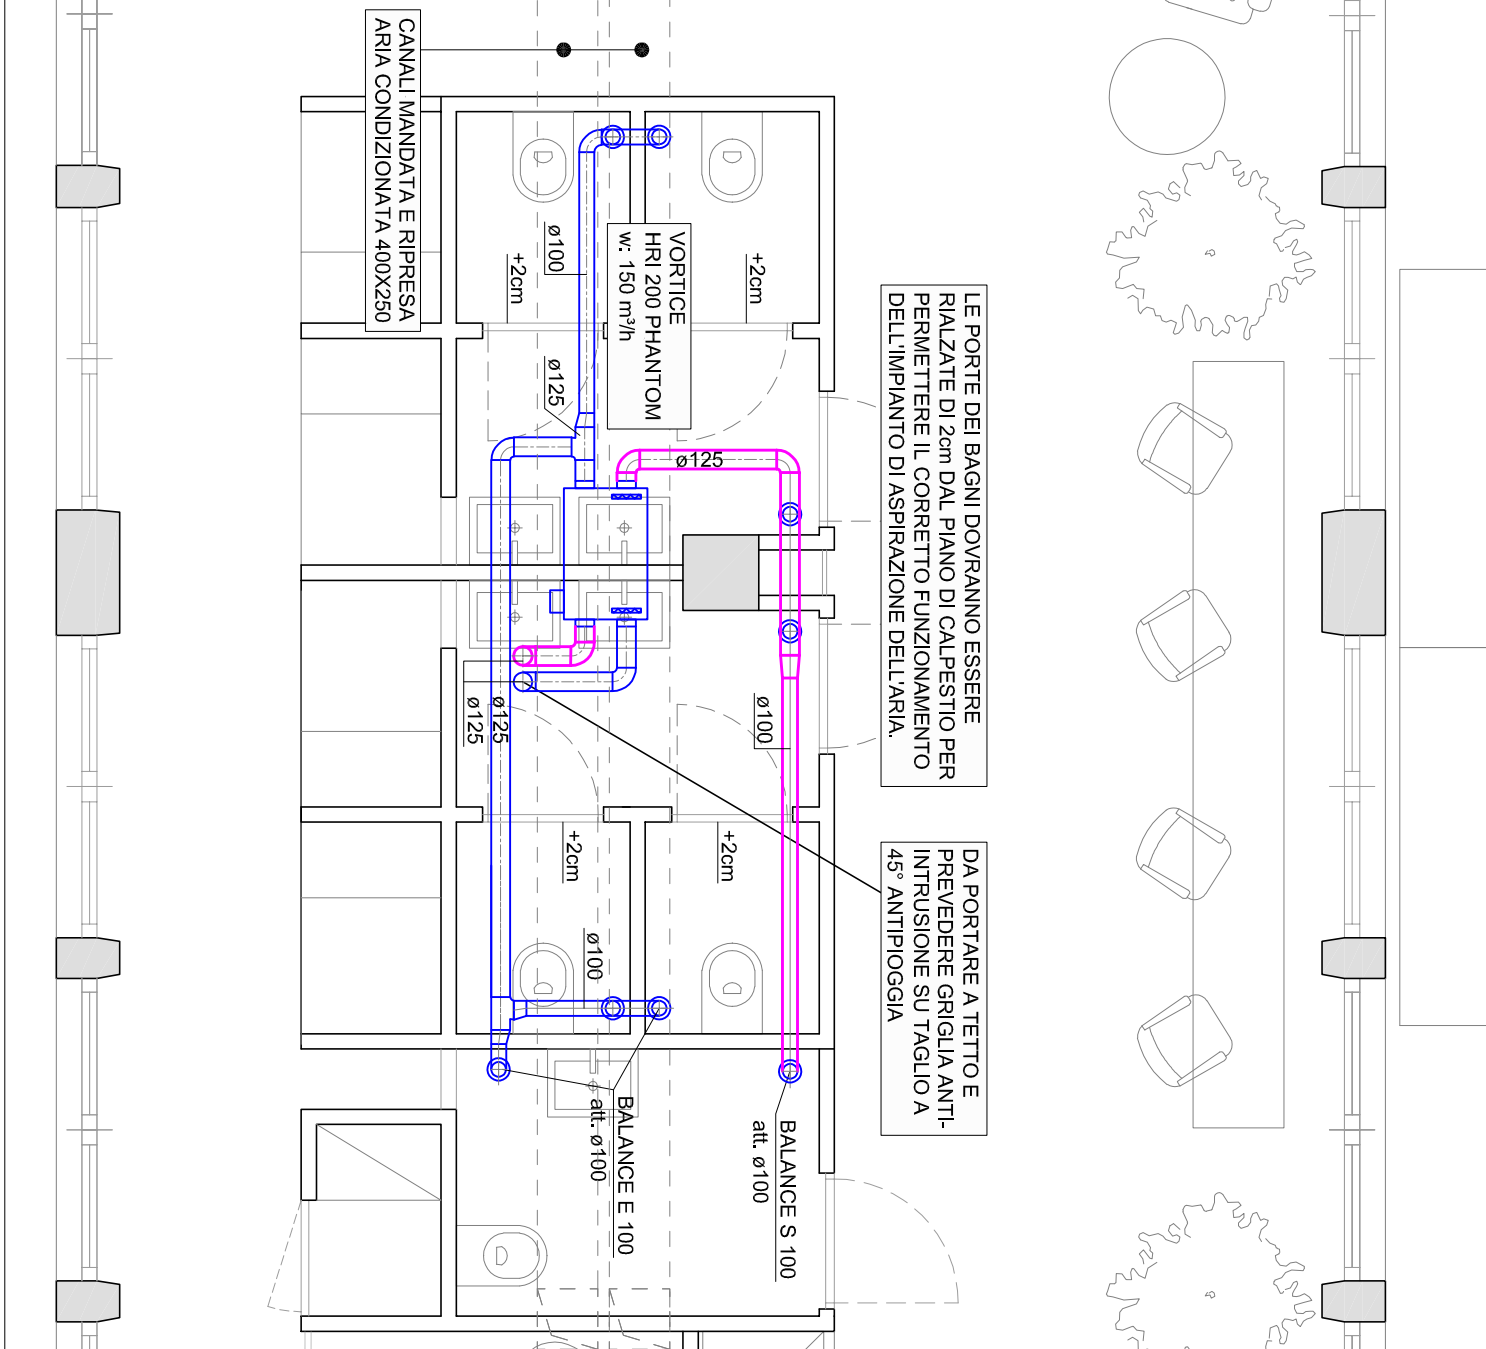 CANALI MANDATA E RIPRESA
ARIA CONDIZIONATA 400X250
ø100
+2cm
VORTICE
HRI 200 PHANTOM
w: 150 m³/h
+2cm
ø125
ø125
LE PORTE DEI BAGNI DOVRANNO ESSERE
RIALZATE DI 2cm DAL PIANO DI CALPESTIO PER
PERMETTERE IL CORRETTO FUNZIONAMENTO
DELL'IMPIANTO DI ASPIRAZIONE DELL'ARIA.
ø125
ø125
ø100
+2cm
+2cm
ø100
DA PORTARE A TETTO E
PREVEDERE GRIGLIA ANTI-
INTRUSIONE SU TAGLIO A
45° ANTIPIOGGIA
BALANCE E 100
att. ø100
BALANCE S 100
att. ø100